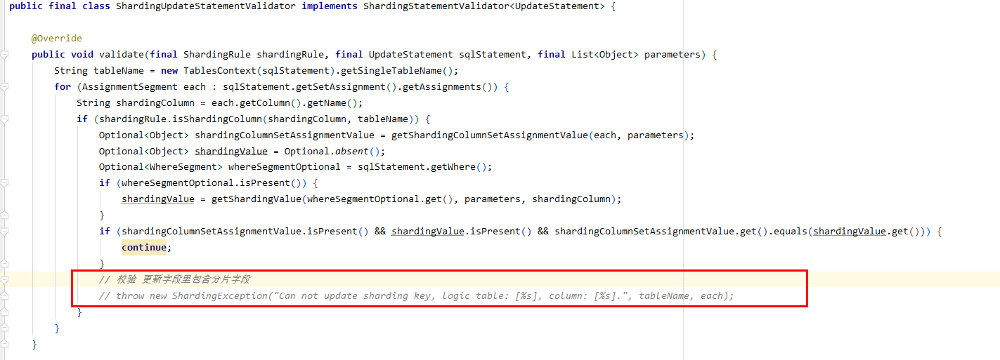 public final class ShardingUpdateStatementValidator implements ShardingStatementValidator<UpdateStatement> {
@Override
public void validate(final ShardingRule shardingRule, final UpdateStatement sqlStatement, final List<Object> parameters) {
String tableName = new TablesContext(sqlStatement).getSingleTableName();
for (AssignmentSegment each : sqlStatement.getSetAssignment().getAssignments()) {
String shardingColumn = each.getColumn().getName();
if (shardingRule.isShardingColumn(shardingColumn, tableName)) {
Optional<Object> shardingColumnSetAssignmentValue = getShardingColumnSetAssignmentValue(each, parameters);
Optional<Object> shardingValue = Optional.absent();
Optional<WhereSegment> whereSegmentOptional = sqlStatement.getWhere();
if (whereSegmentOptional.isPresent()) {
shardingValue = getShardingValue(whereSegmentOptional.get(), parameters, shardingColumn);
}
if (shardingColumnSetAssignmentValue.isPresent() && shardingValue.isPresent() && shardingColumnSetAssignmentValue.get().equals(shardingValue.get())) {
continue;
}
// 校验 更新字段里包含分片字段
// throw new ShardingException("Can not update sharding key, logic table: [%s], column: [%s].", tableName, each);
}
}
}